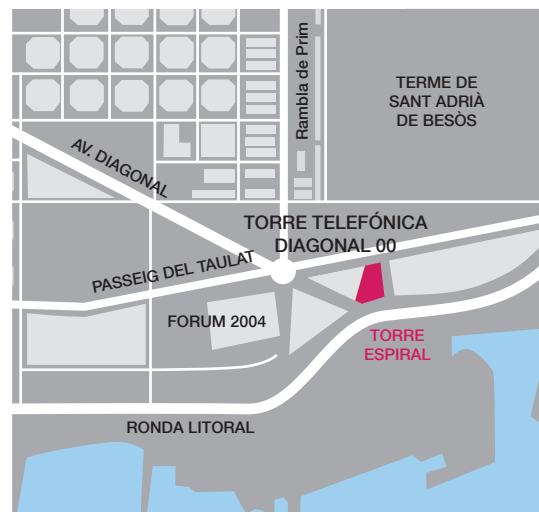 Rambla de Prim
TERME DE
SANT ADRIÀ
DE BESÒS
AV. DIAGONAL
TORRE TELEFÓNICA
DIAGONAL 00
PASSEIG DEL TAULAT
FORUM 2004
TORRE
ESPIRAL
RONDA LITORAL